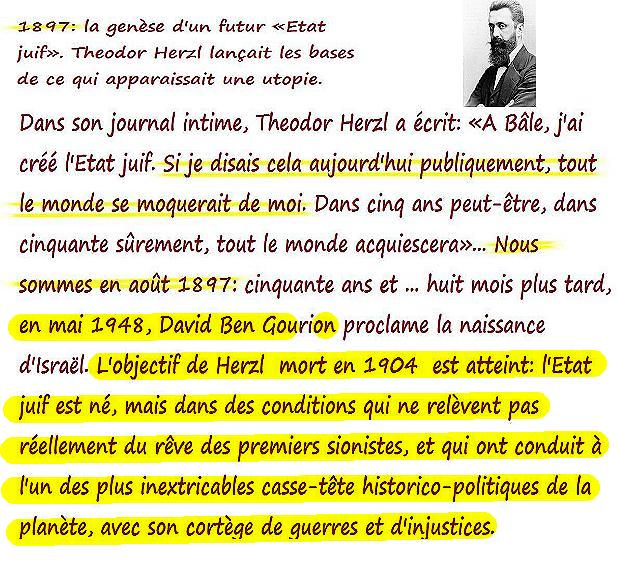 1897: la genèse d'un futur «Etat
juif». Theodor Herzl lançait les bases
de ce qui apparaissait une utopie.
Dans son journal intime, Theodor Herzl a écrit: «A Bâle, j'ai
créé l'Etat juif. Si je disais cela aujourd'hui publiquement, tout
le monde se moquerait de moi. Dans cinq ans peut-être, dans
cinquante sûrement, tout le monde acquiescera»... Nous
sommes en août 1897: cinquante ans et ... huit mois plus tard,
en mai 1948, David Ben Gourion proclame la naissance
d'Israël. L'objectif de Herzl mort en 1904 est atteint: l'Etat
juif est né, mais dans des conditions qui ne relèvent pas
réellement du rêve des premiers sionistes, et qui ont conduit à
l'un des plus inextricables casse-tête historico-politiques de la
planète, avec son cortège de guerres et d'injustices.